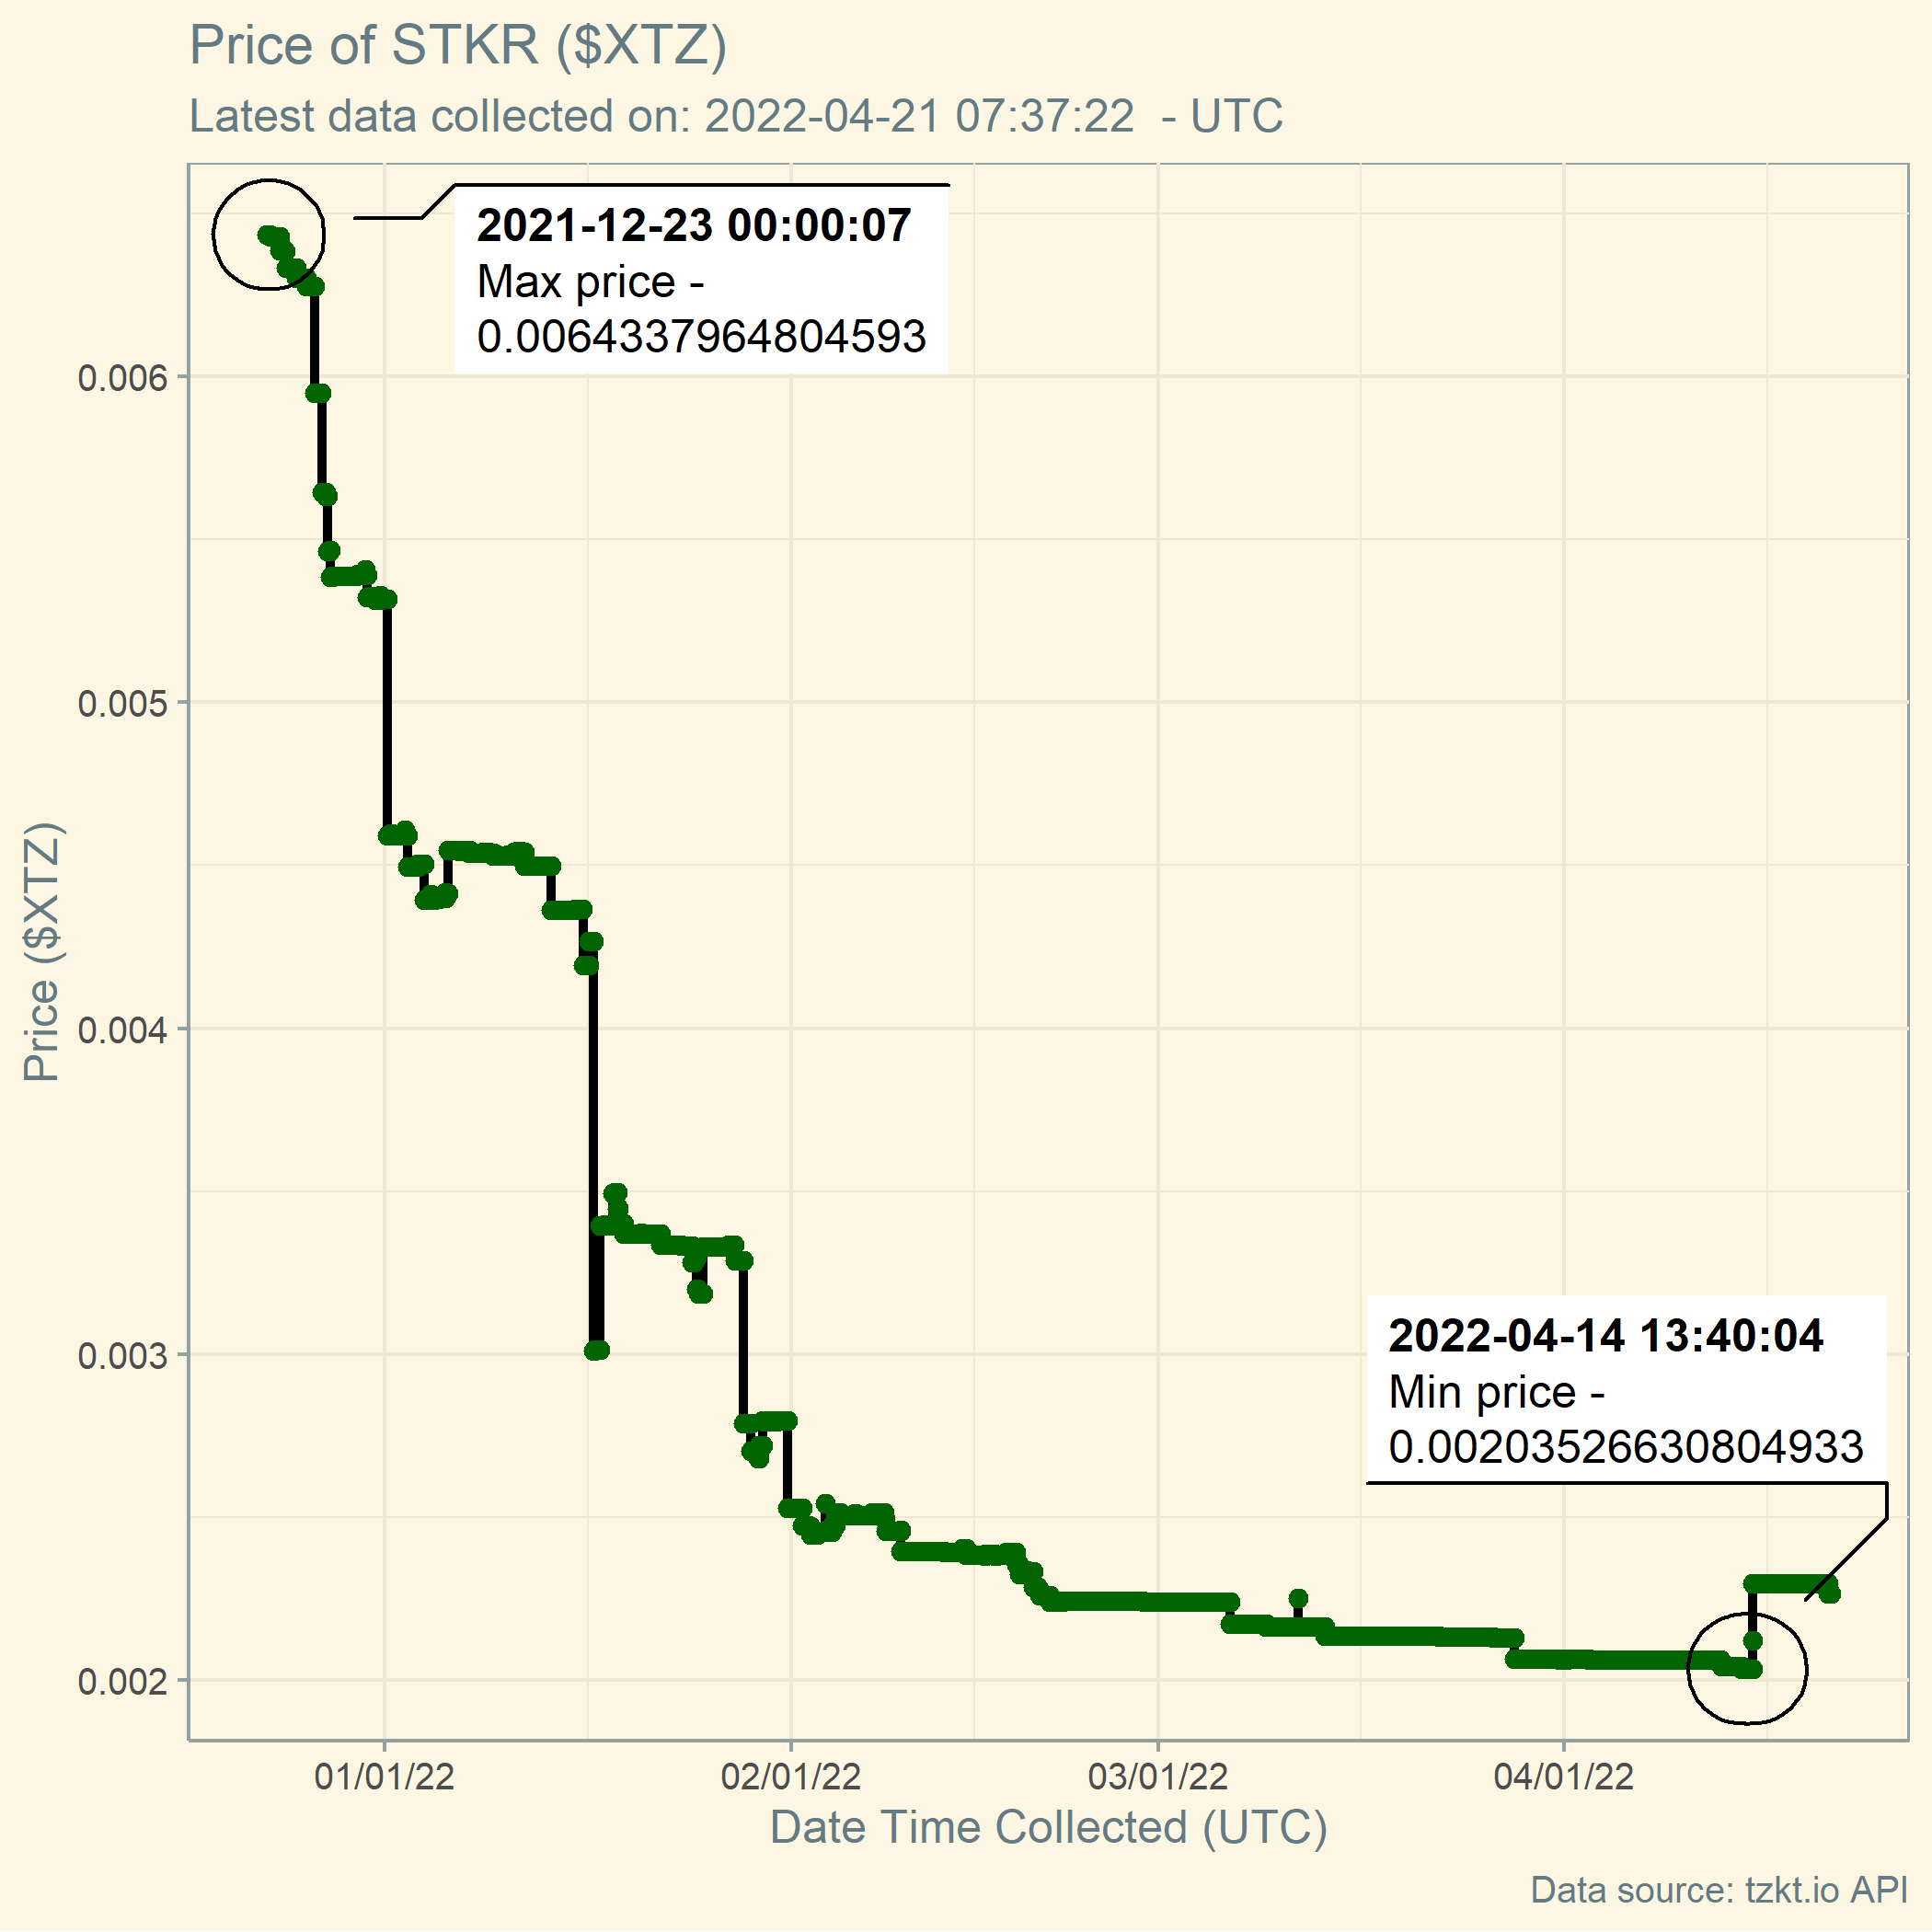 Price of STKR ($XTZ)
Latest data collected on: 2022-04-21 07:37:22  - UTC
2021-12-23 00:00:07
Max price -
0.0064337964804593
0.006
0.005
0.004
0.003
0.002
Price ($XTZ)
2022-04-14 13:40:04
Min price -
0.00203526630804933
01/01/22
02/01/22
03/01/22
04/01/22
Date Time Collected (UTC)
Data source: tzkt.io API